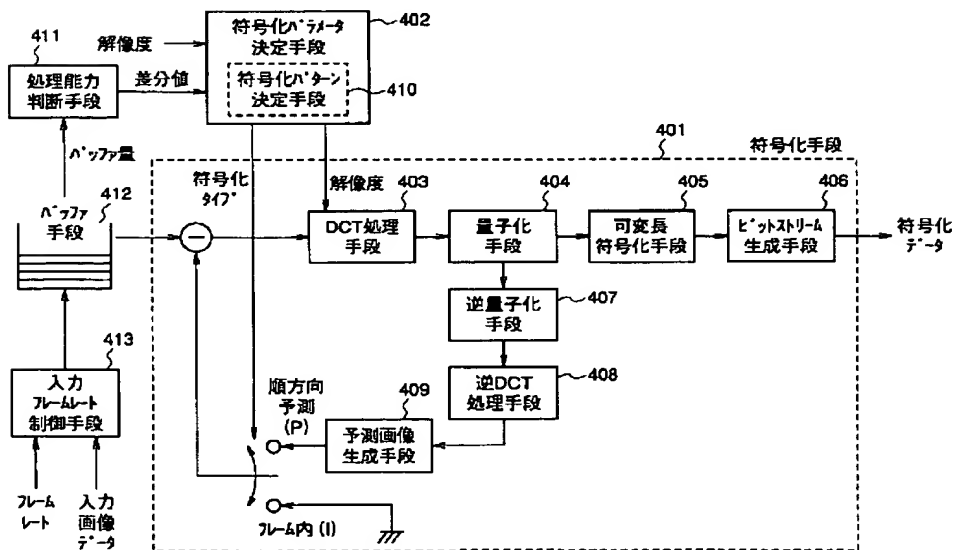 411
処理能力
判断手段
解像度
差分値
符号化パラメータ
決定手段
402
符号化パターン
決定手段
410
バッファ量
バッファ
手段
412
413
入力
フレームレート
制御手段
フレーム
レート
入力
画像
データ
401
符号化手段
符号化
タイプ
解像度
403
DCT処理
手段
404
量子化
手段
405
可変長
符号化手段
406
ビットストリーム
生成手段
符号化
データ
407
逆量子化
手段
408
逆DCT
処理手段
409
予測画像
生成手段
順方向
予測
(P)
フレーム内 (I)